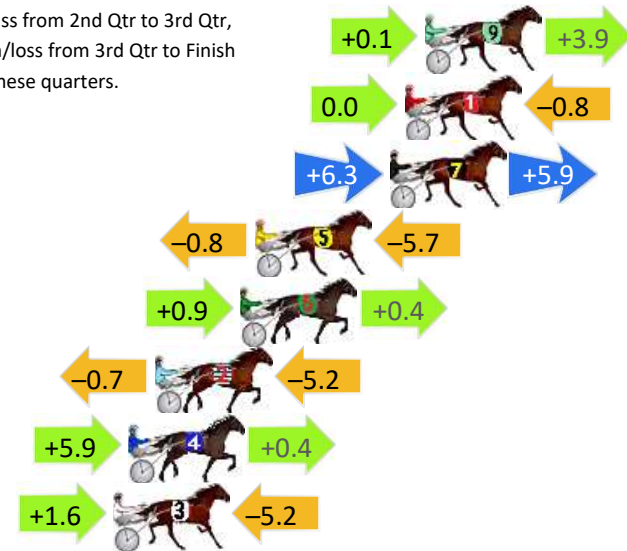 ss from 2nd Qtr to 3rd Qtr,
/loss from 3rd Qtr to Finish
hese quarters.
+0.1 9 +3.9
0.0 1 –0.8
+6.3 7 +5.9
–0.8 5 –5.7
+0.9 6 +0.4
–0.7 2 –5.2
+5.9 4 +0.4
+1.6 3 –5.2